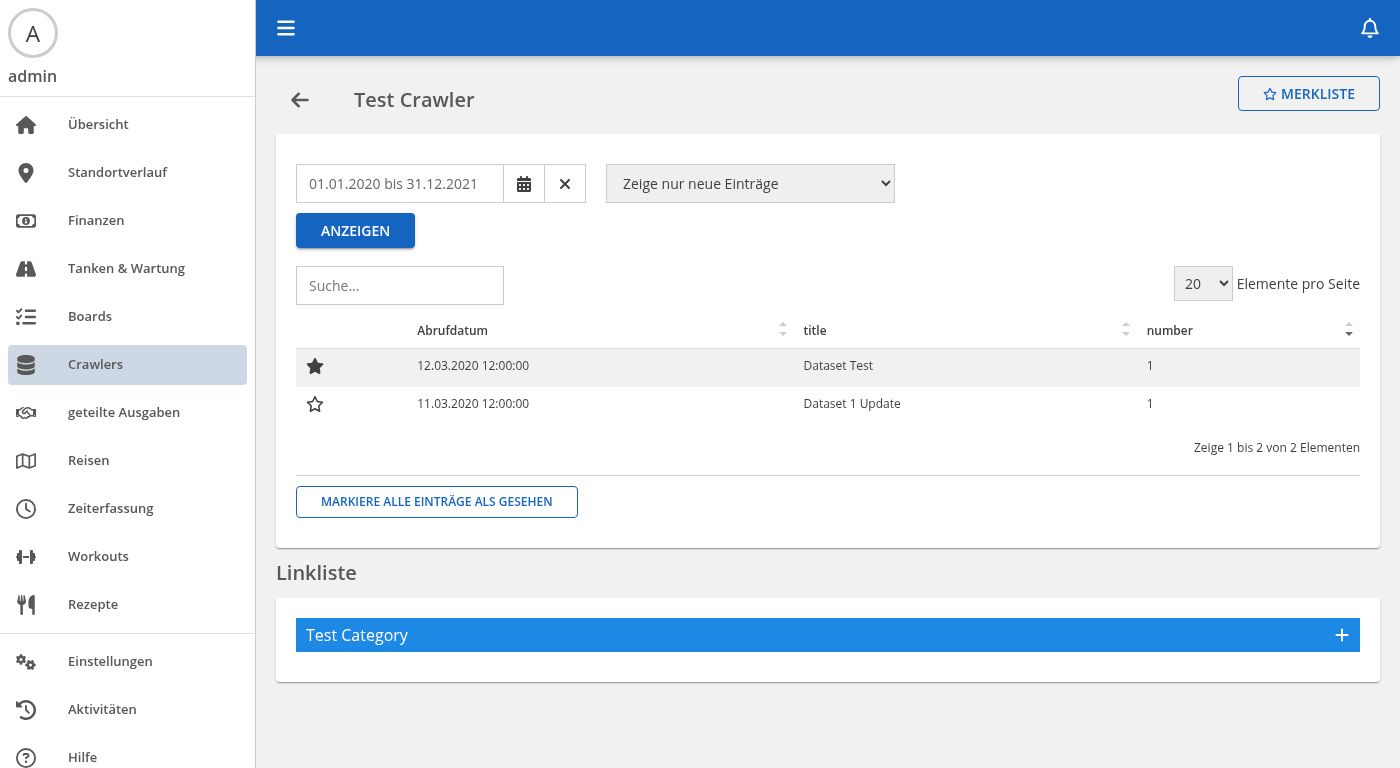 A
admin
Übersicht
Standortverlauf
Finanzen
Tanken & Wartung
Boards
Crawlers
geteilte Ausgaben
Reisen
Zeiterfassung
Workouts
Rezepte
Einstellungen
Aktivitäten
Hilfe
Test Crawler
MERKLISTE
01.01.2020 bis 31.12.2021
Zeige nur neue Einträge
ANZEIGEN
Suche...
20 Elemente pro Seite
Abrufdatum title number
12.03.2020 12:00:00 Dataset Test 1
11.03.2020 12:00:00 Dataset 1 Update 1
Zeige 1 bis 2 von 2 Elementen
MARKIERE ALLE EINTRÄGE ALS GESEHEN
Linkliste
Test Category